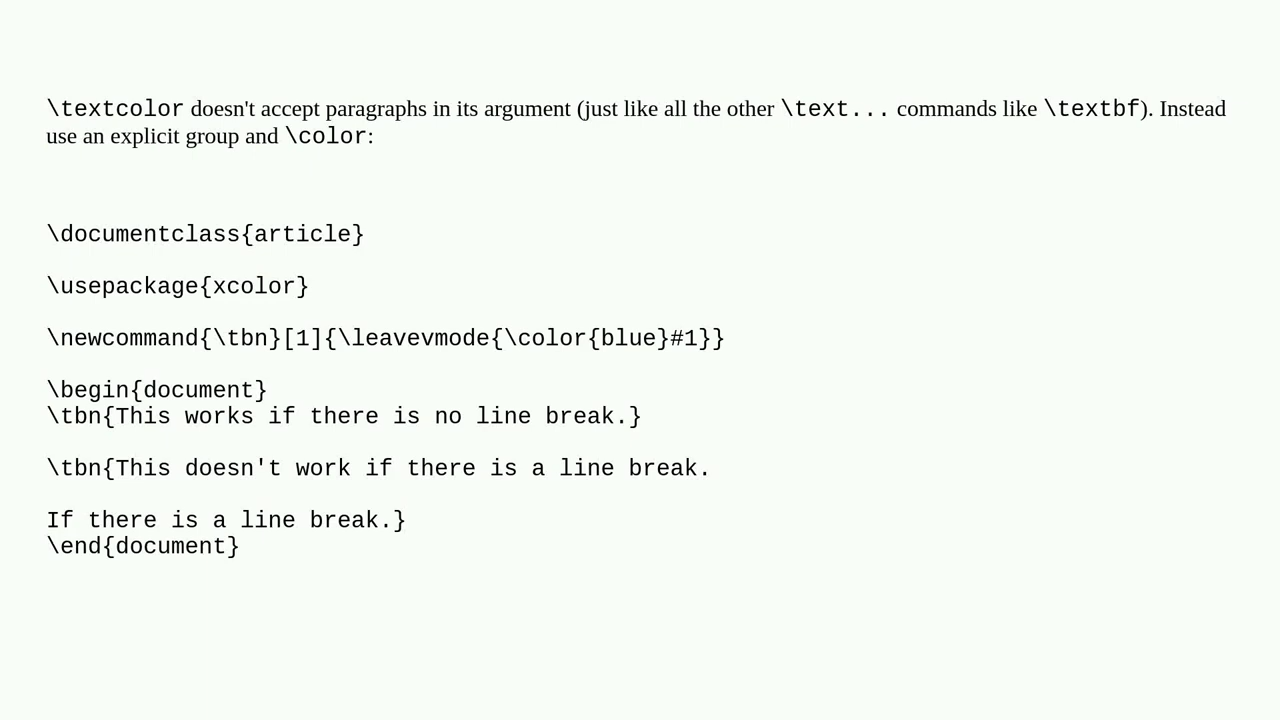 \textcolor doesn't accept paragraphs in its argument (just like all the other \text... commands like \textbf). Instead
use an explicit group and \color:
\documentclass{article}
\usepackage{xcolor}
\newcommand{\tbn}[1]{\leavevmode{\color{blue}#1}}
\begin{document}
\tbn{This works if there is no line break.}
\tbn{This doesn't work if there is a line break.
If there is a line break.}
\end{document}